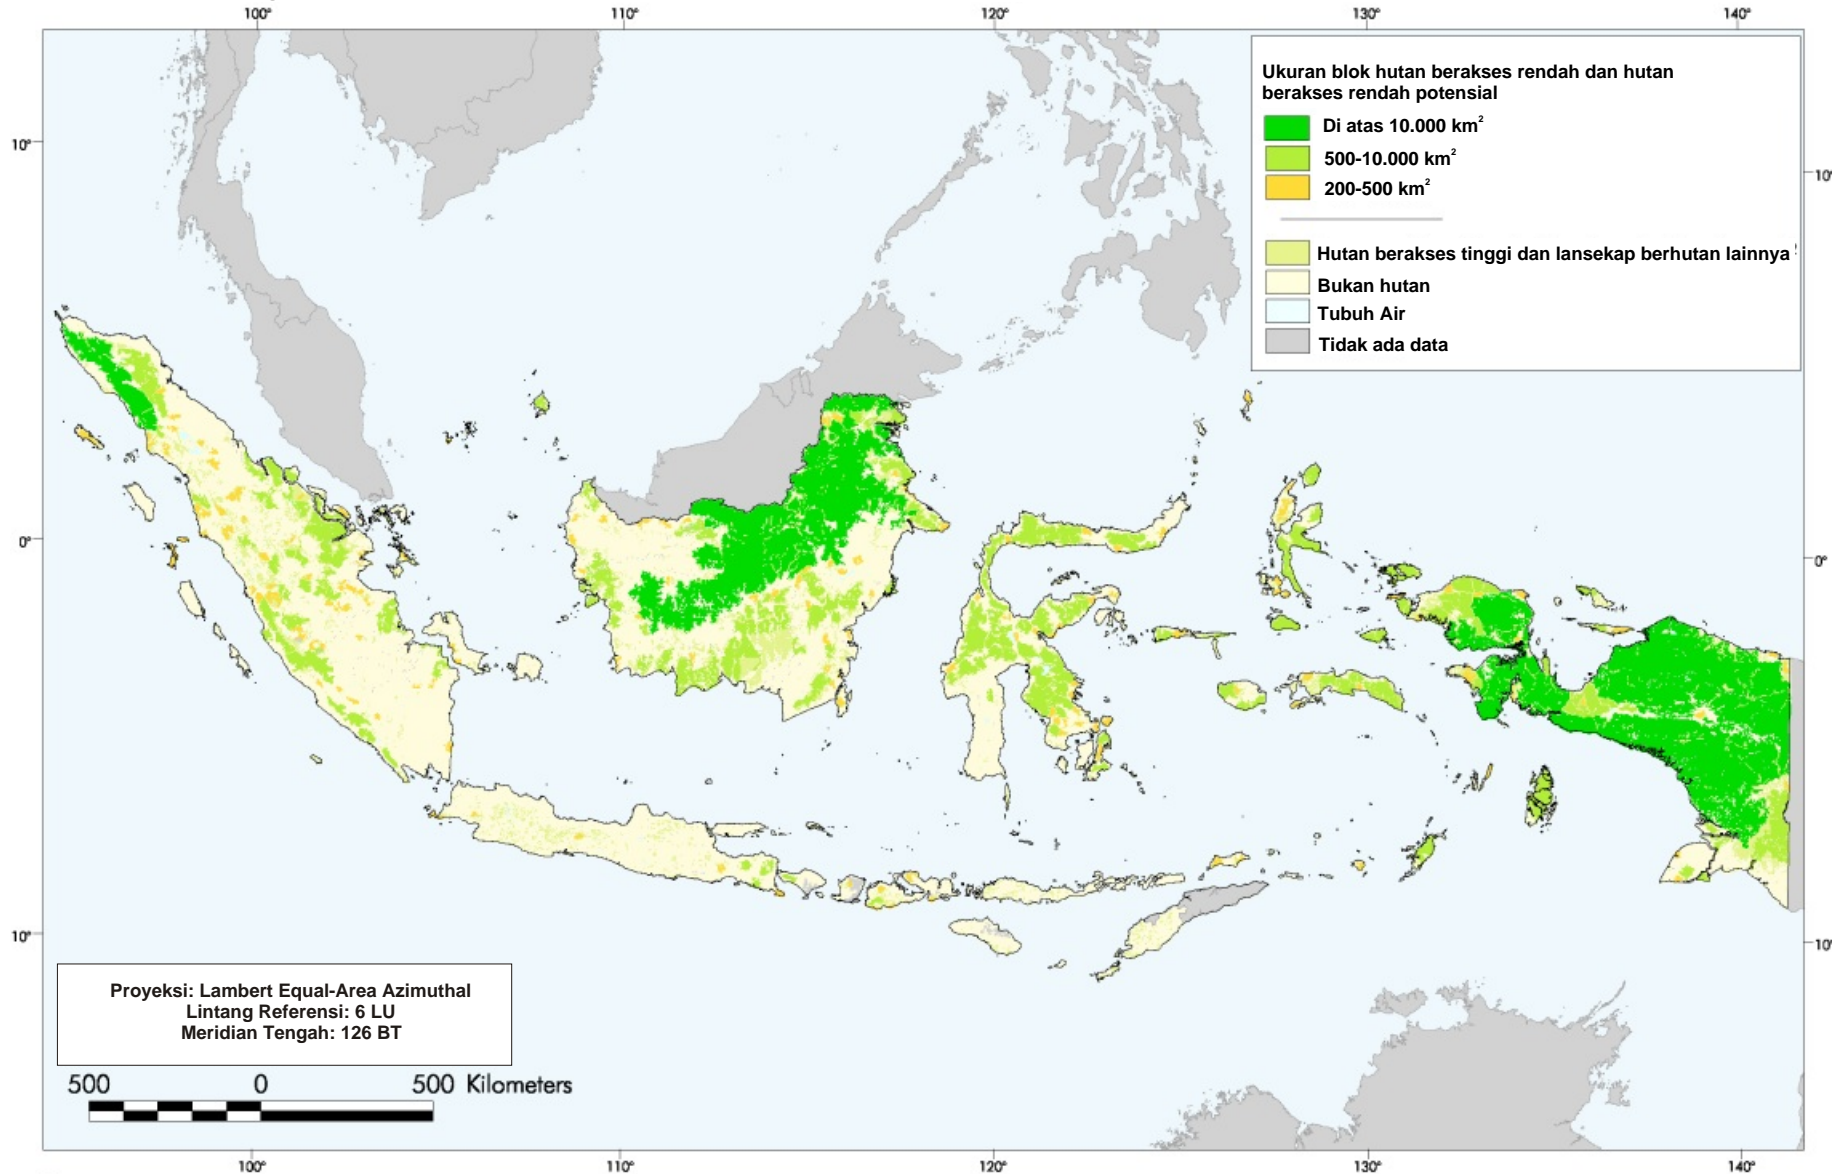 100° 110° 120° 130° 140°
Ukuran blok hutan berakses rendah dan hutan
berakses rendah potensial
Di atas 10.000 km²
500-10.000 km²
200-500 km²
Hutan berakses tinggi dan lansekap berhutan lainnya
Bukan hutan
Tubuh Air
Tidak ada data
10° 10°
0° 0°
10° 10°
Proyeksi: Lambert Equal-Area Azimuthal
Lintang Referensi: 6 LU
Meridian Tengah: 126 BT
500 0 500 Kilometers
100° 110° 120° 130° 140°